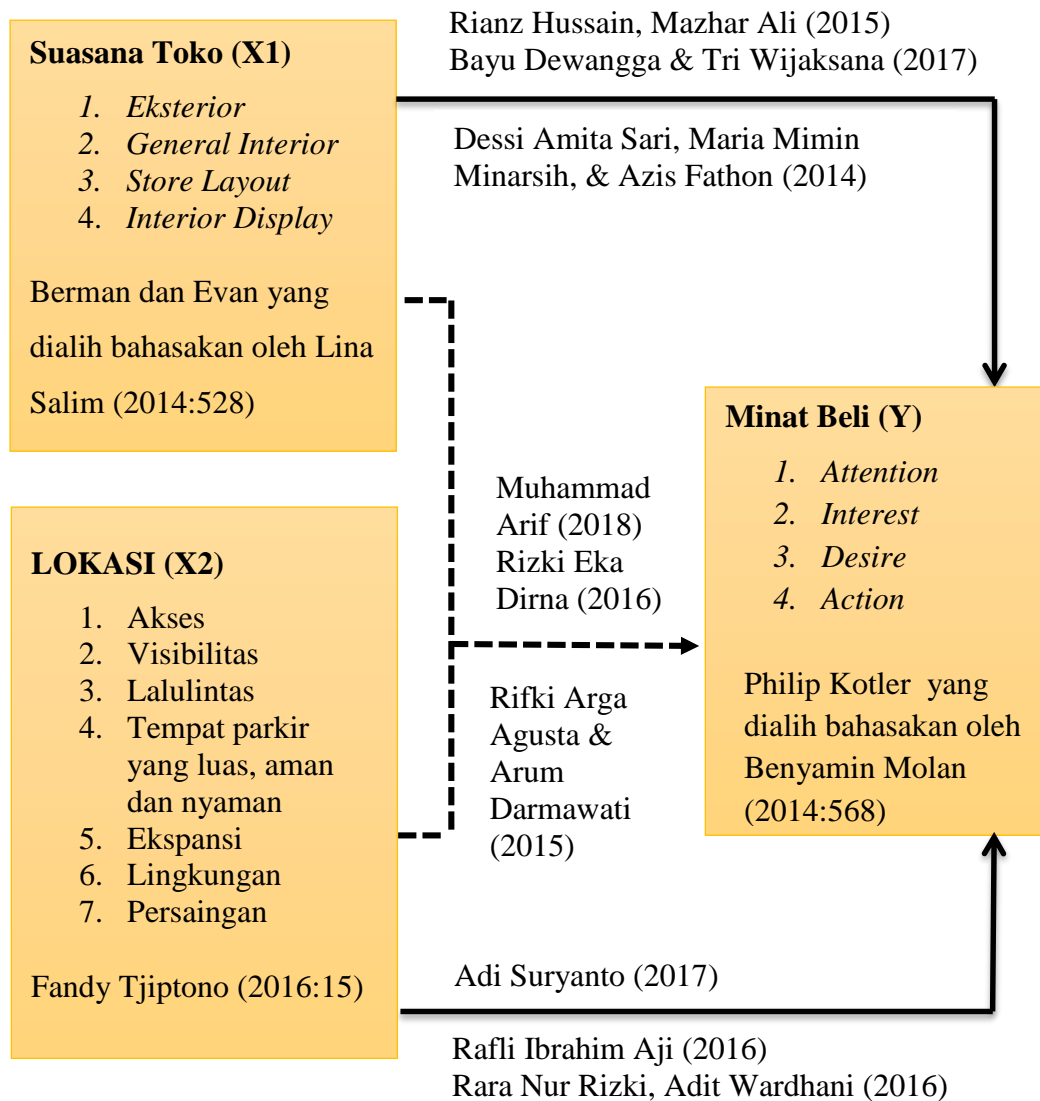 Rianz Hussain, Mazhar Ali (2015)
Bayu Dewangga & Tri Wijaksana (2017)
Suasana Toko (X1)
1. Eksterior
2. General Interior
3. Store Layout
4. Interior Display
Berman dan Evan yang
dialih bahasakan oleh Lina
Salim (2014:528)
Dessi Amita Sari, Maria Mimin
Minarsih, & Azis Fathon (2014)
Muhammad
Arif (2018)
Rizki Eka
Dirna (2016)
Rifki Arga
Agusta &
Arum
Darmawati
(2015)
Minat Beli (Y)
1. Attention
2. Interest
3. Desire
4. Action
Philip Kotler yang
dialih bahasakan oleh
Benyamin Molan
(2014:568)
LOKASI (X2)
1. Akses
2. Visibilitas
3. Lalulintas
4. Tempat parkir
yang luas, aman
dan nyaman
5. Ekspansi
6. Lingkungan
7. Persaingan
Fandy Tjiptono (2016:15)
Adi Suryanto (2017)
Rafli Ibrahim Aji (2016)
Rara Nur Rizki, Adit Wardhani (2016)